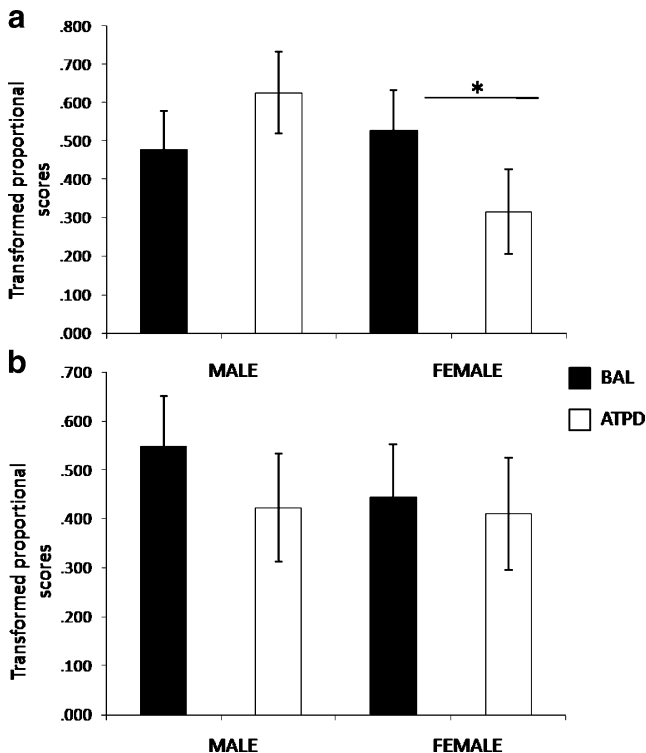 a
Transformed proportional
scores
.800
.700
.600
.500
.400
.300
.200
.100
.000
*
MALE
FEMALE
b
Transformed proportional
scores
.700
.600
.500
.400
.300
.200
.100
.000
MALE
FEMALE
BAL
ATPD